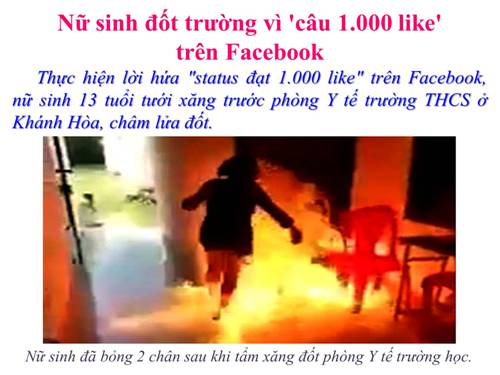 Nữ sinh đốt trường vì 'câu 1.000 like'
trên Facebook
Thực hiện lời hứa "status đạt 1.000 like" trên Facebook,
nữ sinh 13 tuổi tưới xăng trước phòng Y tế trường THCS ở
Khánh Hòa, châm lửa đốt.
Nữ sinh đã bỏng 2 chân sau khi tẩm xăng đốt phòng Y tế trường học.